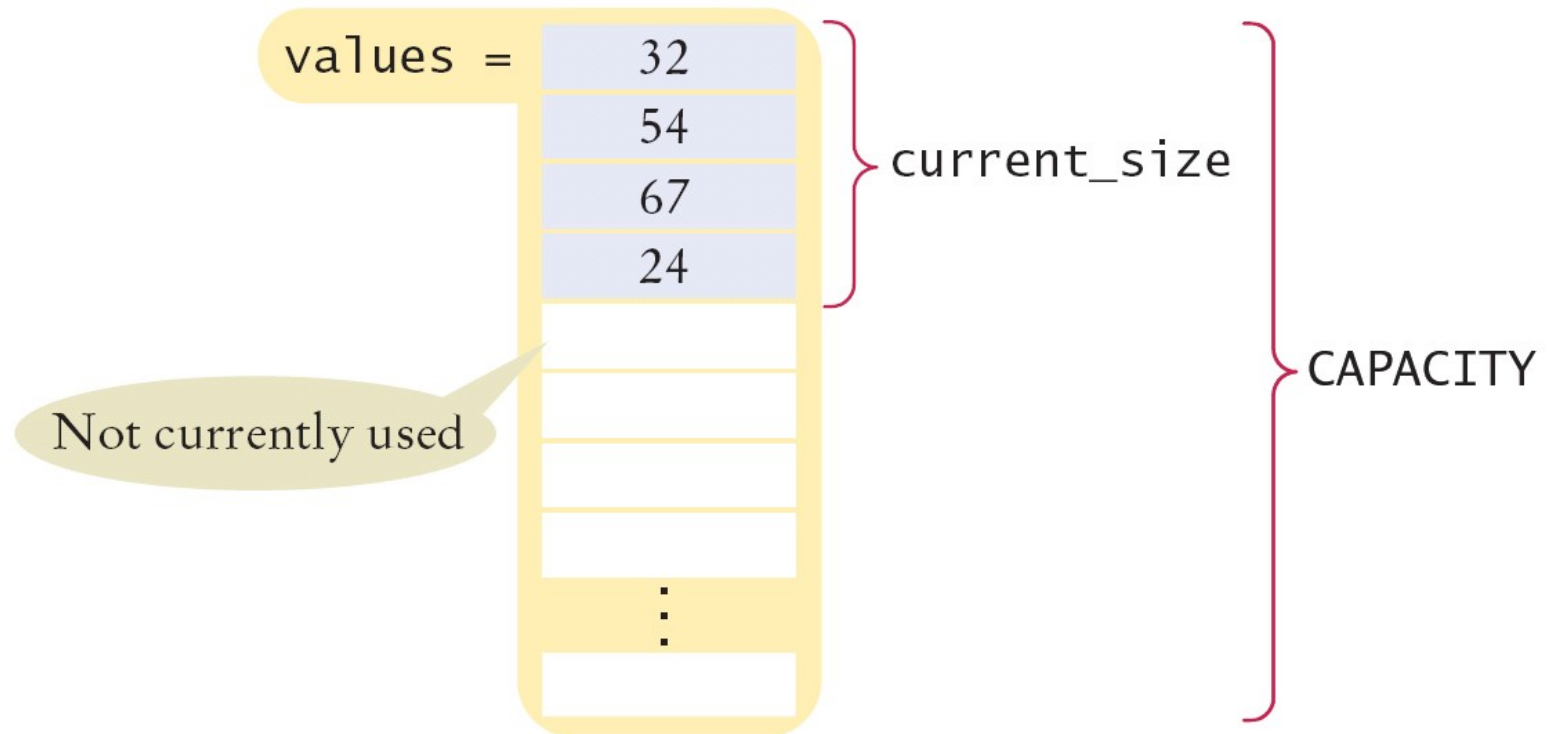 values =
32
54
67
24
current_size
CAPACITY
Not currently used